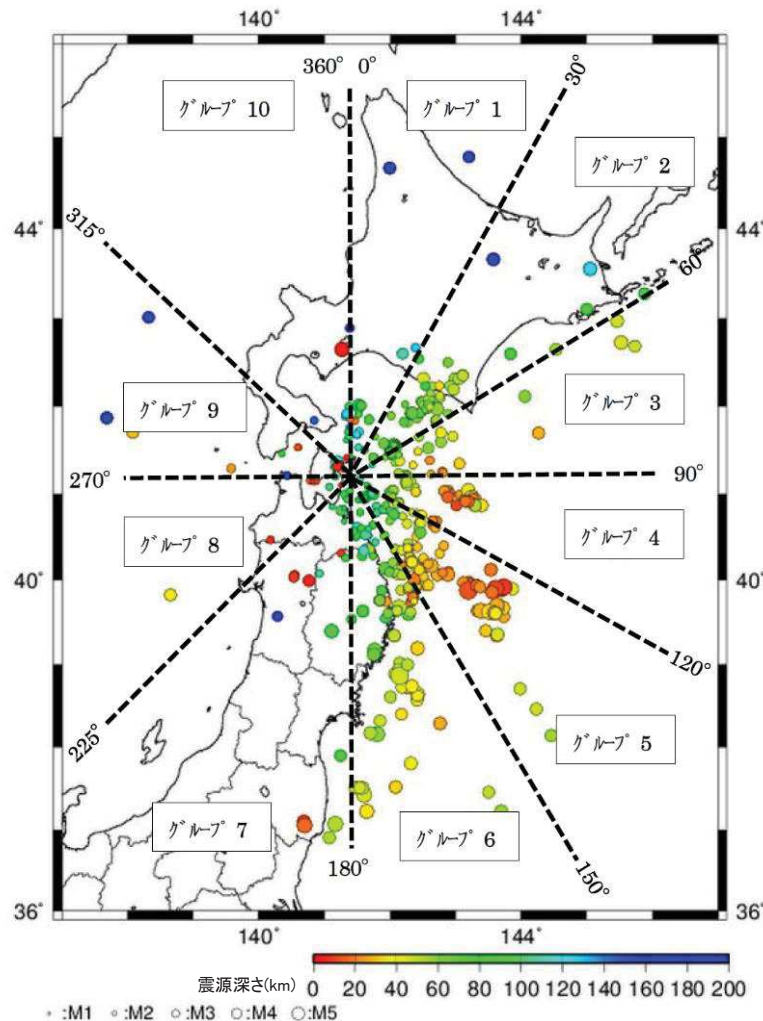 140° 144°
360° 0°
30°
グループ 10
グループ 1
グループ 2
315°
44° 44°
60°
グループ 9
グループ 3
270° 90°
グループ 8
グループ 4
40° 40°
120°
225°
グループ 5
グループ 7
グループ 6
180°
150°
36° 36°
140° 144°
震源深さ(km)
0 20 40 60 80 100 120 140 160 180 200
:M1 :M2 :M3 :M4 :M5